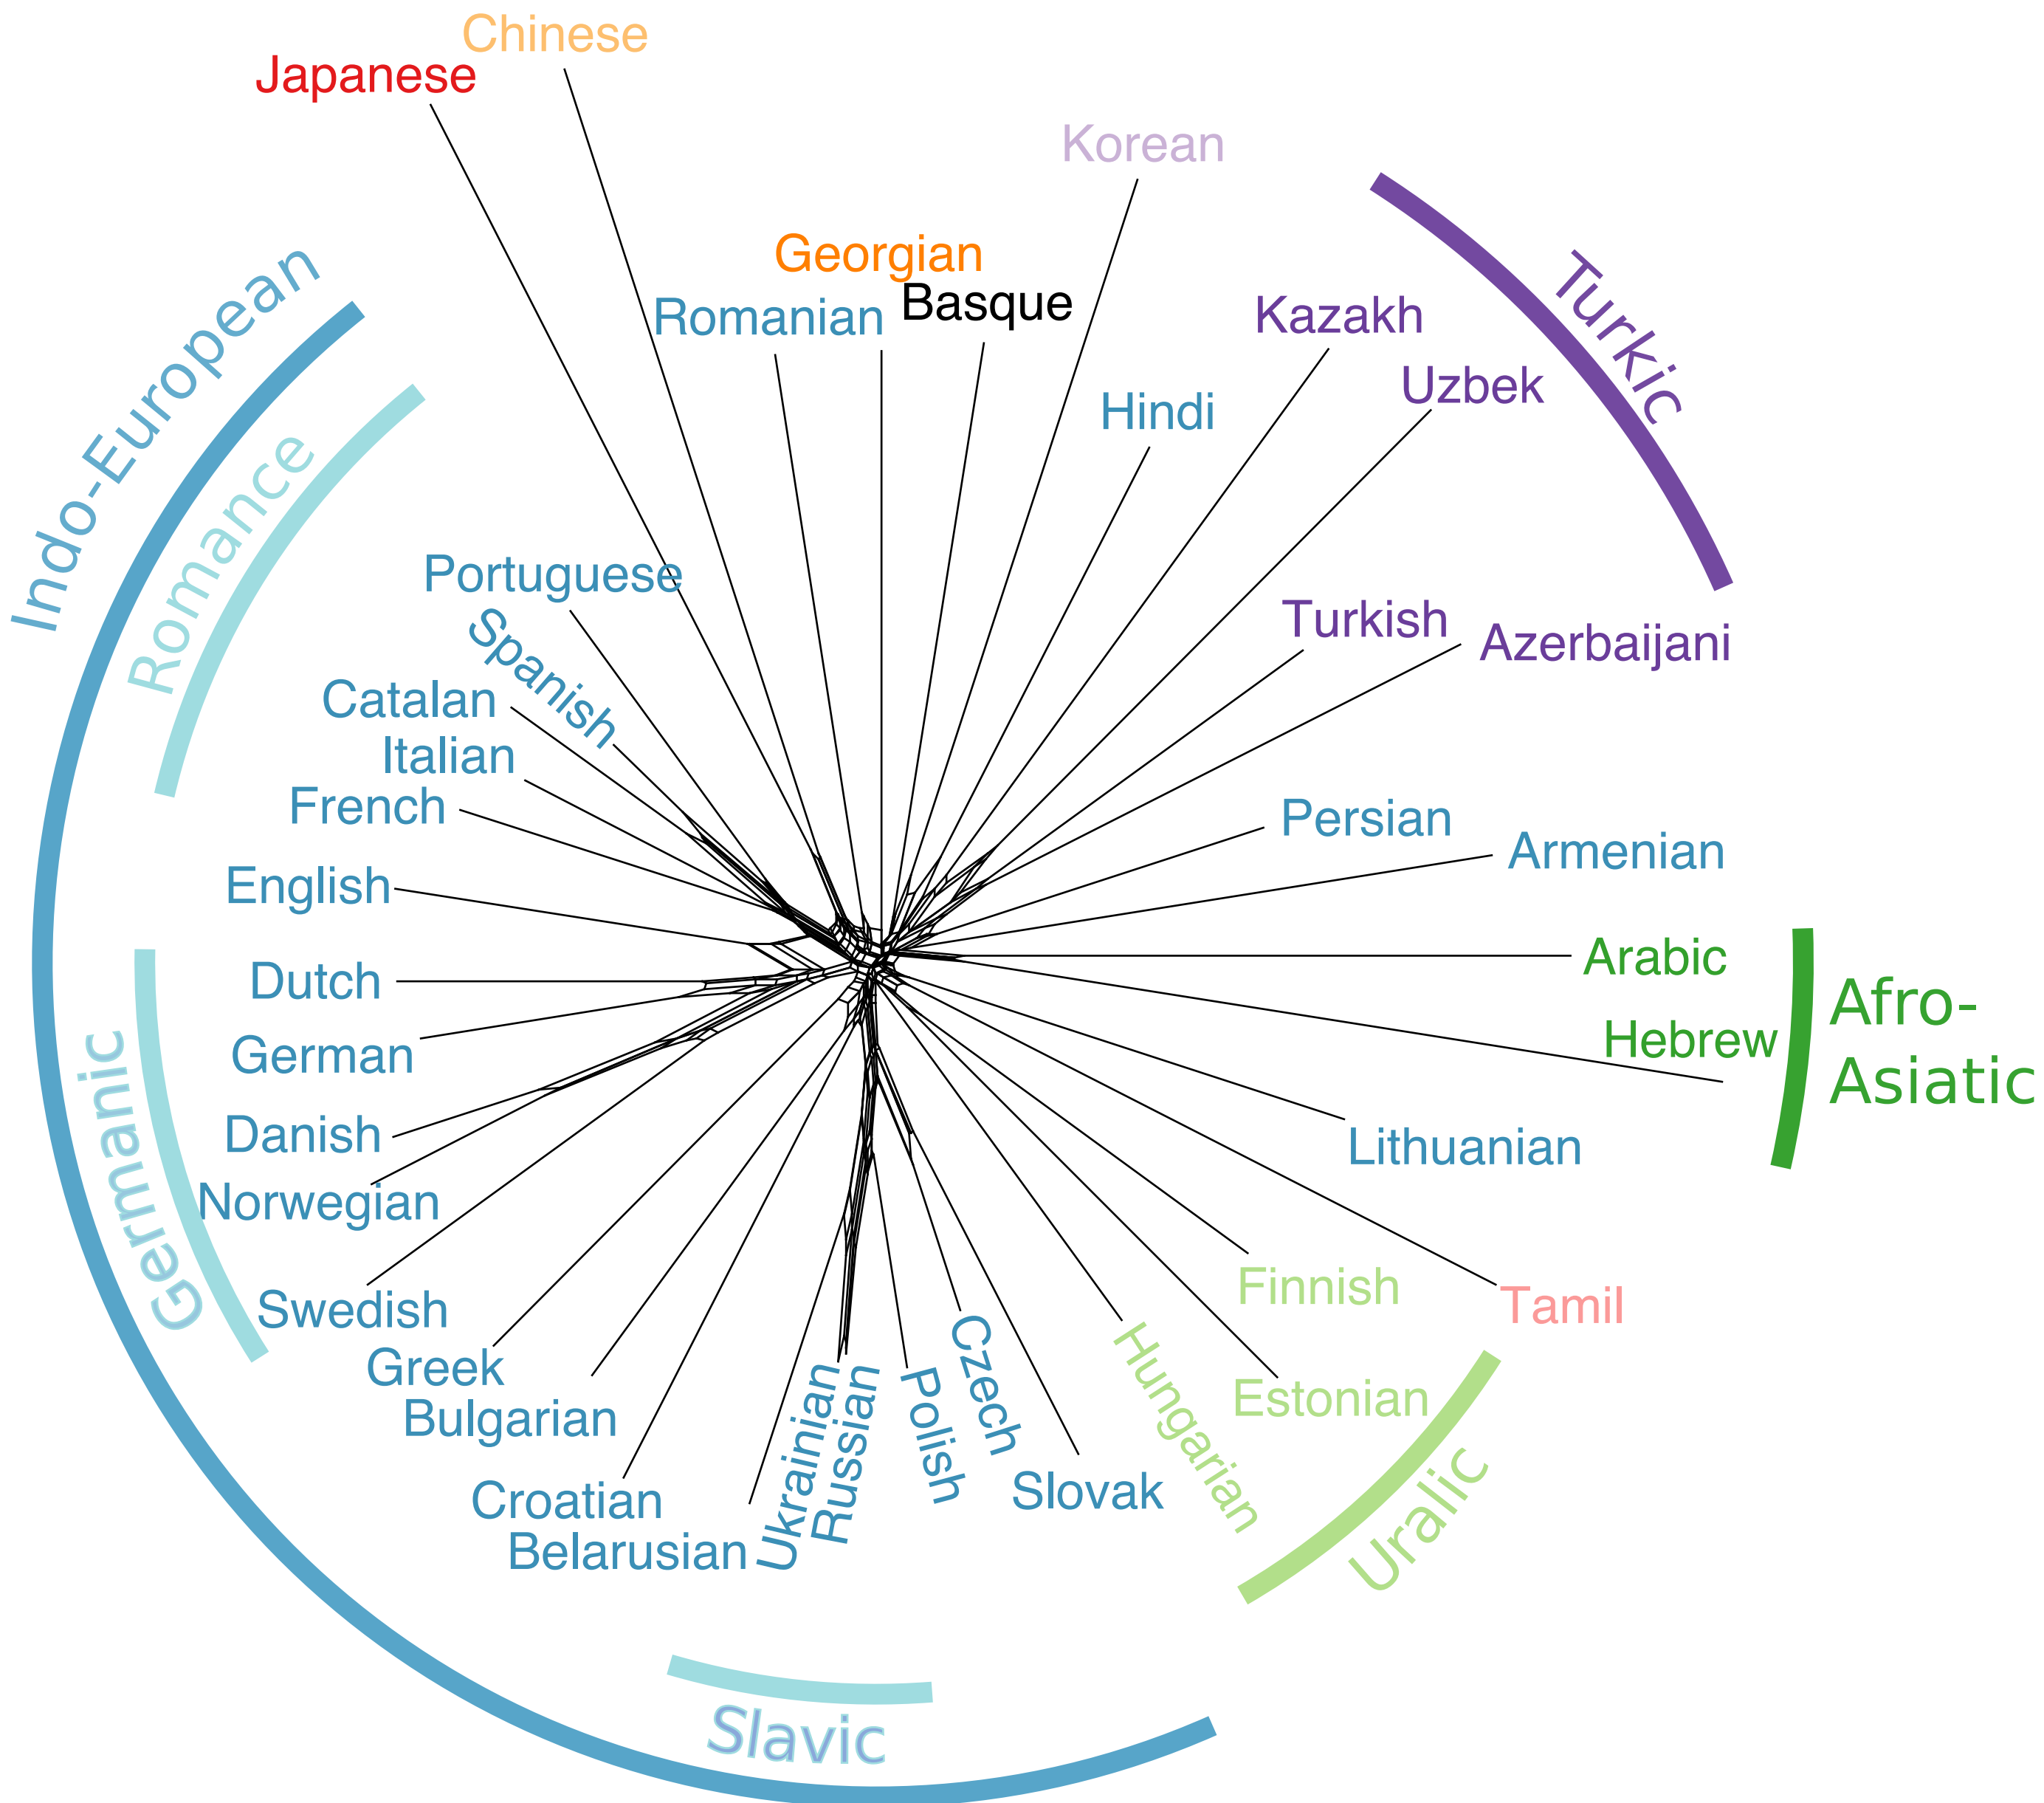 Chinese
Japanese
Korean
Georgian
Romanian
Basque
Kazakh
Uzbek
Turkic
Hindi
Indo-European
Romance
Portuguese
Spanish
Turkish
Azerbaijani
Catalan
Italian
French
Persian
Armenian
English
Arabic
Dutch
Afro-
Asiatic
German
Hebrew
Germanic
Danish
Lithuanian
Norwegian
Swedish
Finnish
Tamil
Greek
Bulgarian
Ukrainian
Russian
Polish
Czech
Hungarian
Estonian
Croatian
Slovak
Belarusian
Uralic
Slavic